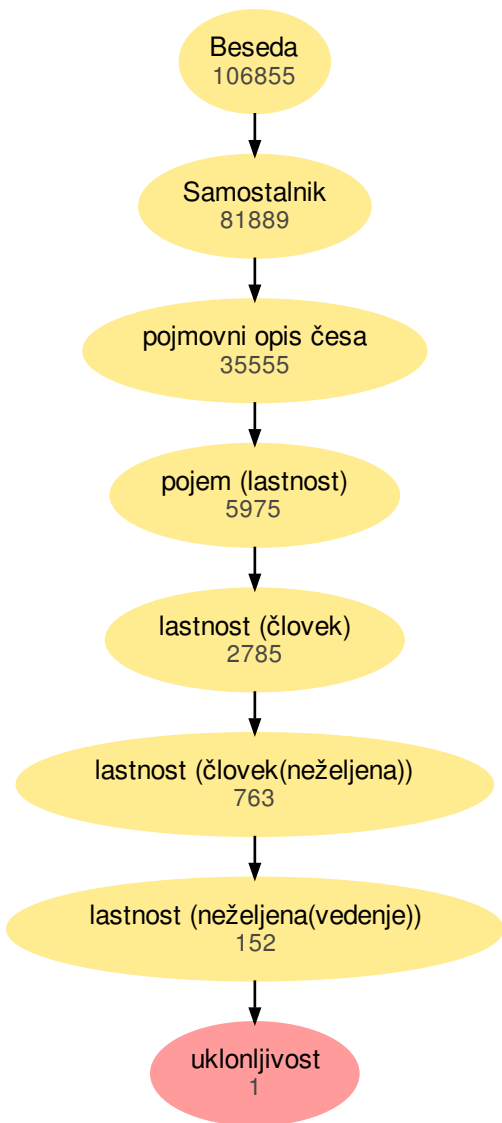 Beseda
106855
Samostalnik
81889
pojmovni opis česa
35555
pojem (lastnost)
5975
lastnost (človek)
2785
lastnost (človek(neželjena))
763
lastnost (neželjena(vedenje))
152
uklonljivost
1